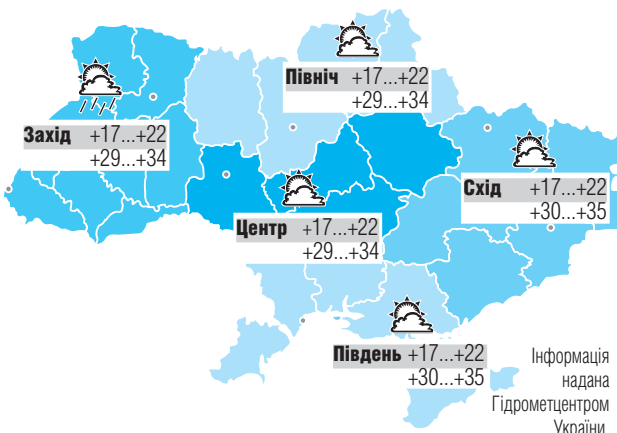 Північ +17...+22
+29...+34
Захід +17...+22
+29...+34
Схід +17...+22
+30...+35
Центр +17...+22
+29...+34
Південь +17...+22
+30...+35
Інформація
надана
Гідрометцентром
України.